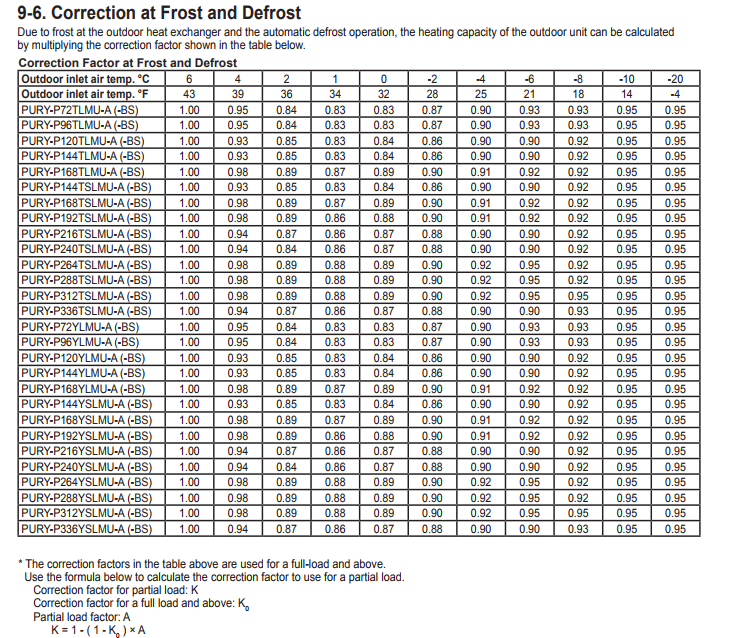 9-6. Correction at Frost and Defrost
Due to frost at the outdoor heat exchanger and the automatic defrost operation, the heating capacity of the outdoor unit can be calculated
by multiplying the correction factor shown in the table below.
Correction Factor at Frost and Defrost
Outdoor inlet air temp. °C 6 4 2 1 0 -2 -4 -6 -8 -10 -20
Outdoor inlet air temp. °F 43 39 36 34 32 28 25 21 18 14 -4
PURY-P72TLMU-A (-BS) 1.00 0.95 0.84 0.83 0.83 0.87 0.90 0.93 0.93 0.95 0.95
PURY-P96TLMU-A (-BS) 1.00 0.95 0.84 0.83 0.83 0.87 0.90 0.93 0.93 0.95 0.95
PURY-P120TLMU-A (-BS) 1.00 0.93 0.85 0.83 0.84 0.86 0.90 0.90 0.92 0.95 0.95
PURY-P144TLMU-A (-BS) 1.00 0.93 0.85 0.83 0.84 0.86 0.90 0.90 0.92 0.95 0.95
PURY-P168TLMU-A (-BS) 1.00 0.98 0.89 0.87 0.89 0.90 0.91 0.92 0.92 0.95 0.95
PURY-P144TSLMU-A (-BS) 1.00 0.93 0.85 0.83 0.84 0.86 0.90 0.90 0.92 0.95 0.95
PURY-P168TSLMU-A (-BS) 1.00 0.98 0.89 0.87 0.89 0.90 0.91 0.92 0.92 0.95 0.95
PURY-P192TSLMU-A (-BS) 1.00 0.98 0.89 0.86 0.88 0.90 0.91 0.92 0.92 0.95 0.95
PURY-P216TSLMU-A (-BS) 1.00 0.94 0.87 0.86 0.87 0.88 0.90 0.90 0.92 0.95 0.95
PURY-P240TSLMU-A (-BS) 1.00 0.94 0.84 0.86 0.87 0.88 0.90 0.90 0.92 0.95 0.95
PURY-P264TSLMU-A (-BS) 1.00 0.98 0.89 0.88 0.89 0.90 0.92 0.95 0.92 0.95 0.95
PURY-P288TSLMU-A (-BS) 1.00 0.98 0.89 0.88 0.89 0.90 0.92 0.95 0.92 0.95 0.95
PURY-P312TSLMU-A (-BS) 1.00 0.98 0.89 0.88 0.89 0.90 0.92 0.95 0.95 0.95 0.95
PURY-P336TSLMU-A (-BS) 1.00 0.94 0.87 0.86 0.87 0.88 0.90 0.90 0.93 0.95 0.95
PURY-P72YLMU-A (-BS) 1.00 0.95 0.84 0.83 0.83 0.87 0.90 0.93 0.93 0.95 0.95
PURY-P96YLMU-A (-BS) 1.00 0.95 0.84 0.83 0.83 0.87 0.90 0.93 0.93 0.95 0.95
PURY-P120YLMU-A (-BS) 1.00 0.93 0.85 0.83 0.84 0.86 0.90 0.90 0.92 0.95 0.95
PURY-P144YLMU-A (-BS) 1.00 0.93 0.85 0.83 0.84 0.86 0.90 0.90 0.92 0.95 0.95
PURY-P168YLMU-A (-BS) 1.00 0.98 0.89 0.87 0.89 0.90 0.91 0.92 0.92 0.95 0.95
PURY-P144YSLMU-A (-BS) 1.00 0.93 0.85 0.83 0.84 0.86 0.90 0.90 0.92 0.95 0.95
PURY-P168YSLMU-A (-BS) 1.00 0.98 0.89 0.87 0.89 0.90 0.91 0.92 0.92 0.95 0.95
PURY-P192YSLMU-A (-BS) 1.00 0.98 0.89 0.86 0.88 0.90 0.91 0.92 0.92 0.95 0.95
PURY-P216YSLMU-A (-BS) 1.00 0.94 0.87 0.86 0.87 0.88 0.90 0.90 0.92 0.95 0.95
PURY-P240YSLMU-A (-BS) 1.00 0.94 0.84 0.86 0.87 0.88 0.90 0.90 0.92 0.95 0.95
PURY-P264YSLMU-A (-BS) 1.00 0.98 0.89 0.88 0.89 0.90 0.92 0.95 0.92 0.95 0.95
PURY-P288YSLMU-A (-BS) 1.00 0.98 0.89 0.88 0.89 0.90 0.92 0.95 0.92 0.95 0.95
PURY-P312YSLMU-A (-BS) 1.00 0.98 0.89 0.88 0.89 0.90 0.92 0.95 0.95 0.95 0.95
PURY-P336YSLMU-A (-BS) 1.00 0.94 0.87 0.86 0.87 0.88 0.90 0.90 0.93 0.95 0.95
* The correction factors in the table above are used for a full-load and above.
Use the formula below to calculate the correction factor to use for a partial load.
Correction factor for partial load: K
Correction factor for a full load and above: K₀
Partial load factor: A
K = 1 - ( 1 - K₀ ) × A